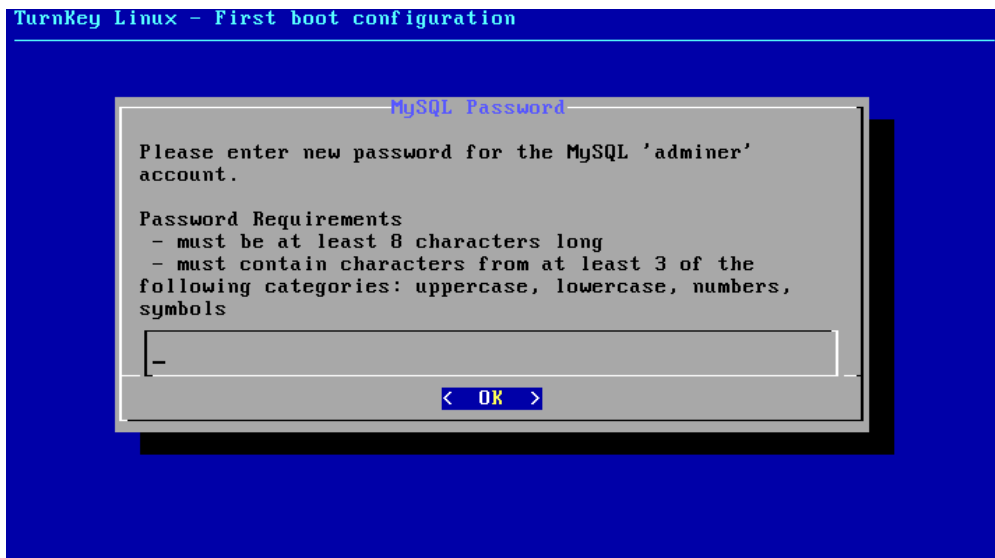 TurnKey Linux - First boot configuration
MySQL Password
Please enter new password for the MySQL 'adminer'
account.
Password Requirements
- must be at least 8 characters long
- must contain characters from at least 3 of the
following categories: uppercase, lowercase, numbers,
symbols
< OK >